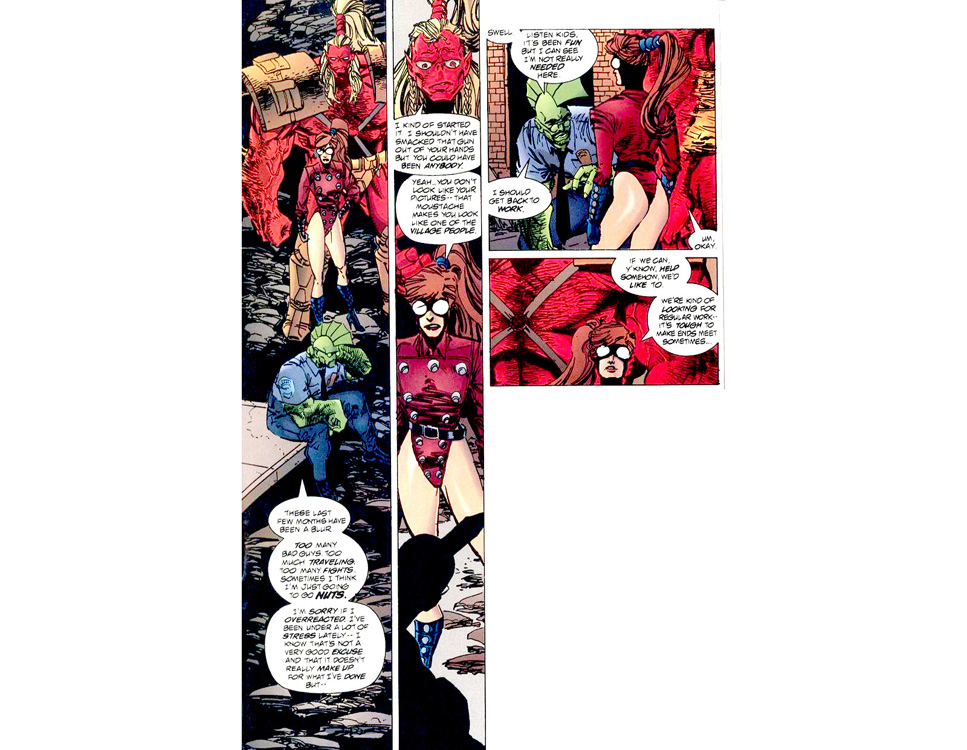 THESE LAST
FEW MONTHS HAVE
BEEN A BLUR.
TOO MANY
BAD GUYS. TOO
MUCH TRAVELING.
TOO MANY FIGHTS.
SOMETIMES I THINK
I'M JUST GOING
TO GO NUTS.
I'M SORRY IF I
OVERREACTED. I'VE
BEEN UNDER A LOT OF
STRESS LATELY-- I
KNOW THAT'S NOT A
VERY GOOD EXCUSE
AND THAT IT DOESN'T
REALLY MAKE UP
FOR WHAT I'VE DONE
BUT--
I KIND OF STARTED
IT. I SHOULDN'T HAVE
SMACKED THAT GUN
OUT OF YOUR HANDS
BUT YOU COULD HAVE
BEEN ANYBODY.
YEAH...YOU DON'T
LOOK LIKE YOUR
PICTURES--THAT
MOUSTACHE
MAKES YOU LOOK
LIKE ONE OF THE
VILLAGE PEOPLE.
SWELL.
LISTEN KIDS,
IT'S BEEN FUN
BUT I CAN SEE
I'M NOT REALLY
NEEDED
HERE.
I SHOULD
GET BACK TO
WORK.
UM,
OKAY.
IF WE CAN,
Y'KNOW, HELP
SOMEHOW, WE'D
LIKE TO.
WE'RE KIND OF
LOOKING FOR
REGULAR WORK--
IT'S TOUGH TO
MAKE ENDS MEET
SOMETIMES...